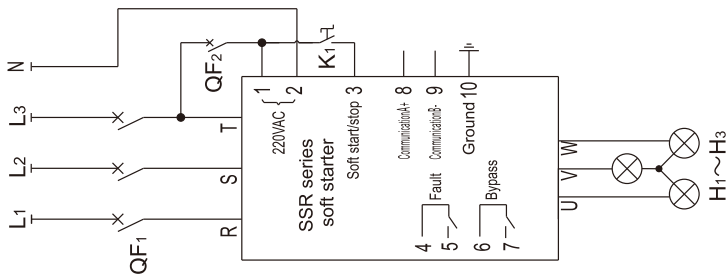 L1
L2
L3
N
QF1
QF2
K1
R
S
T
1
2
3
8
9
10
220VAC
Soft start/stop
CommunicationA+
CommunicationB-
Ground
SSR series
soft starter
4
5
6
7
Fault
Bypass
U
V
W
H1~H3